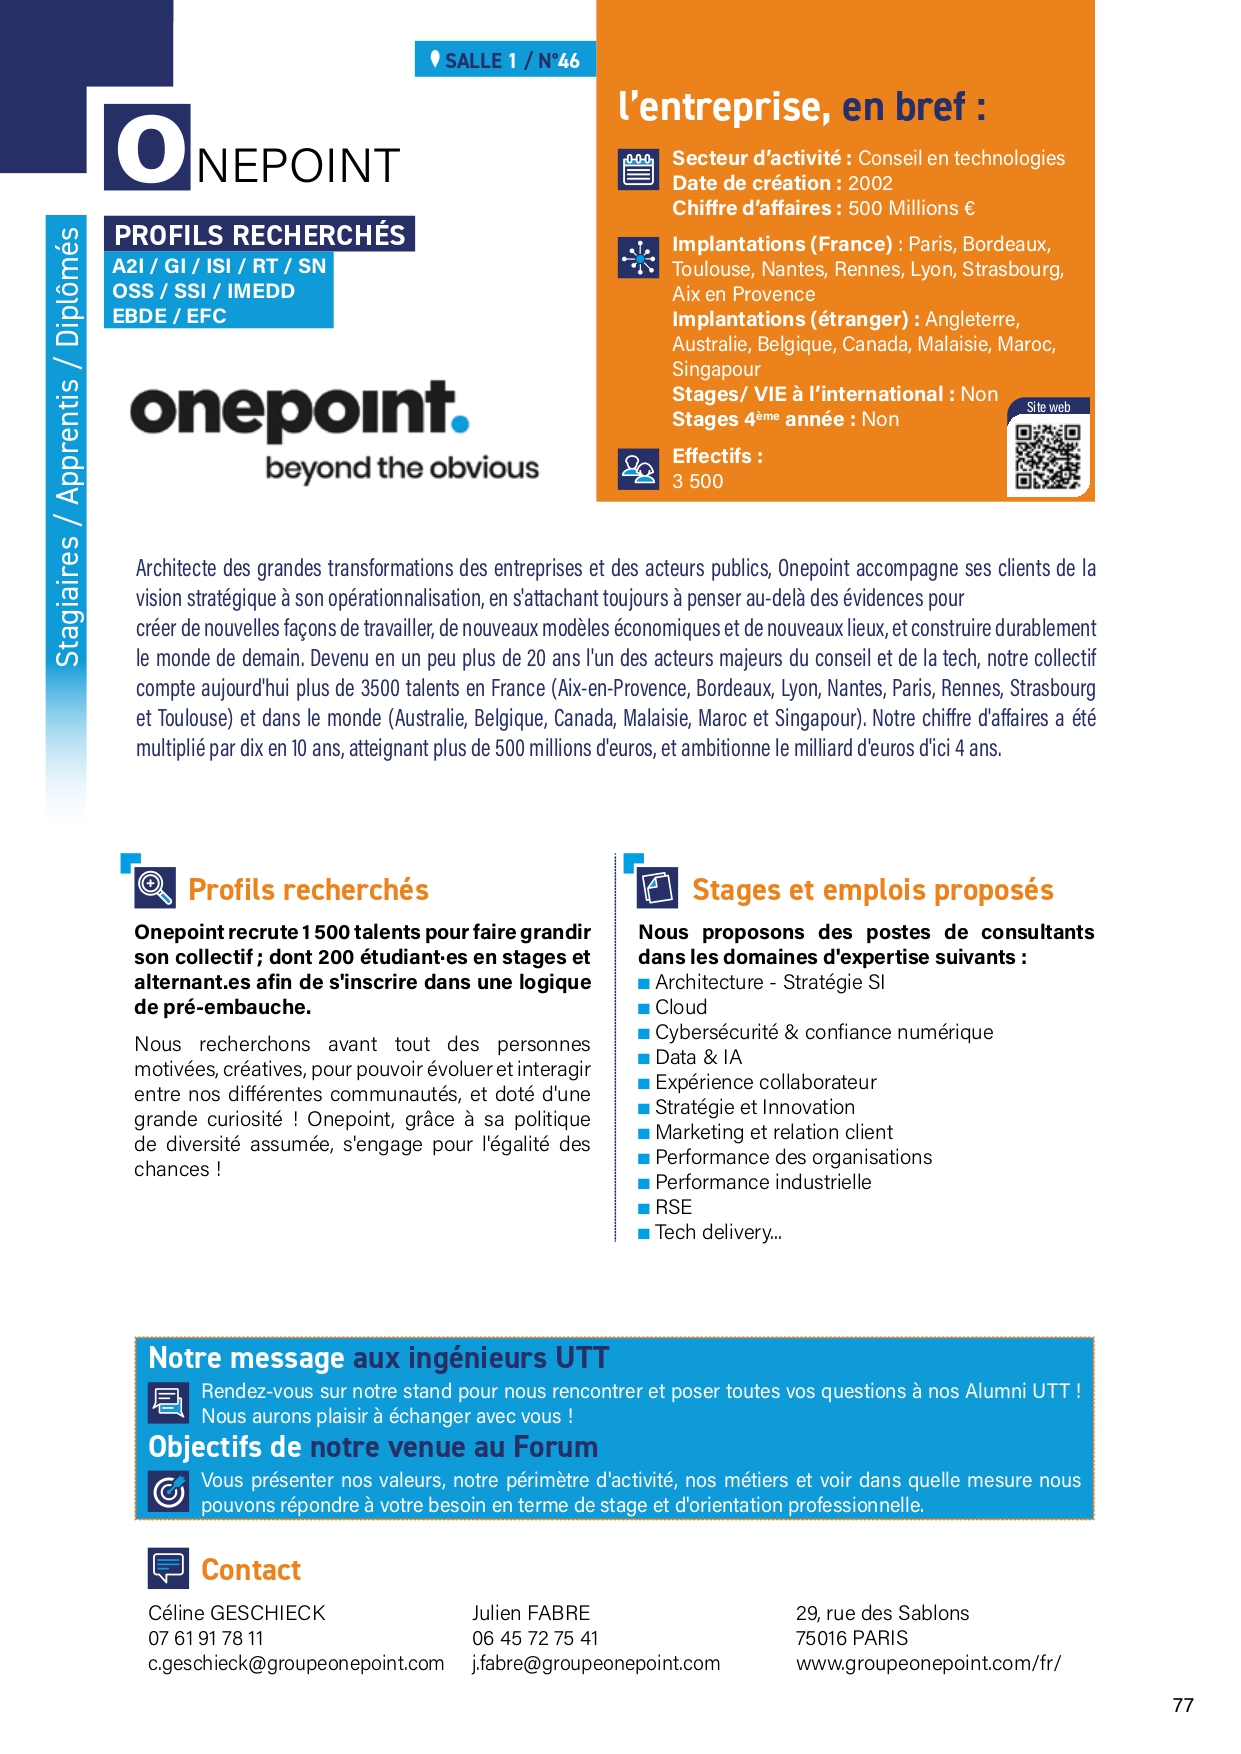 SALLE 1 / N°46
ONEPOINT
PROFILS RECHERCHÉS
A2I / GI / ISI / RT / SN
OSS / SSI / IMEDD
EBDE / EFC
Stagiaires / Apprentis / Diplômés
onepoint.
beyond the obvious
l'entreprise, en bref :
Secteur d'activité : Conseil en technologies
Date de création : 2002
Chiffre d'affaires : 500 Millions €
Implantations (France) : Paris, Bordeaux,
Toulouse, Nantes, Rennes, Lyon, Strasbourg,
Aix en Provence
Implantations (étranger) : Angleterre,
Australie, Belgique, Canada, Malaisie, Maroc,
Singapour
Stages/ VIE à l'international : Non
Stages 4ème année : Non
Site web
Effectifs :
3 500
Architecte des grandes transformations des entreprises et des acteurs publics, Onepoint accompagne ses clients de la
vision stratégique à son opérationnalisation, en s'attachant toujours à penser au-delà des évidences pour
créer de nouvelles façons de travailler, de nouveaux modèles économiques et de nouveaux lieux, et construire durablement
le monde de demain. Devenu en un peu plus de 20 ans l'un des acteurs majeurs du conseil et de la tech, notre collectif
compte aujourd'hui plus de 3500 talents en France (Aix-en-Provence, Bordeaux, Lyon, Nantes, Paris, Rennes, Strasbourg
et Toulouse) et dans le monde (Australie, Belgique, Canada, Malaisie, Maroc et Singapour). Notre chiffre d'affaires a été
multiplié par dix en 10 ans, atteignant plus de 500 millions d'euros, et ambitionne le milliard d'euros d'ici 4 ans.
Profils recherchés
Onepoint recrute 1 500 talents pour faire grandir
son collectif ; dont 200 étudiant·es en stages et
alternant.es afin de s'inscrire dans une logique
de pré-embauche.
Nous recherchons avant tout des personnes
motivées, créatives, pour pouvoir évoluer et interagir
entre nos différentes communautés, et doté d'une
grande curiosité ! Onepoint, grâce à sa politique
de diversité assumée, s'engage pour l'égalité des
chances !
Stages et emplois proposés
Nous proposons des postes de consultants
dans les domaines d'expertise suivants :
Architecture - Stratégie SI
Cloud
Cybersécurité & confiance numérique
Data & IA
Expérience collaborateur
Stratégie et Innovation
Marketing et relation client
Performance des organisations
Performance industrielle
RSE
Tech delivery...
Notre message aux ingénieurs UTT
Rendez-vous sur notre stand pour nous rencontrer et poser toutes vos questions à nos Alumni UTT !
Nous aurons plaisir à échanger avec vous !
Objectifs de notre venue au Forum
Vous présenter nos valeurs, notre périmètre d'activité, nos métiers et voir dans quelle mesure nous
pouvons répondre à votre besoin en terme de stage et d'orientation professionnelle.
Contact
Céline GESCHIECK
07 61 91 78 11
c.geschieck@groupeonepoint.com
Julien FABRE
06 45 72 75 41
j.fabre@groupeonepoint.com
29, rue des Sablons
75016 PARIS
www.groupeonepoint.com/fr/
77